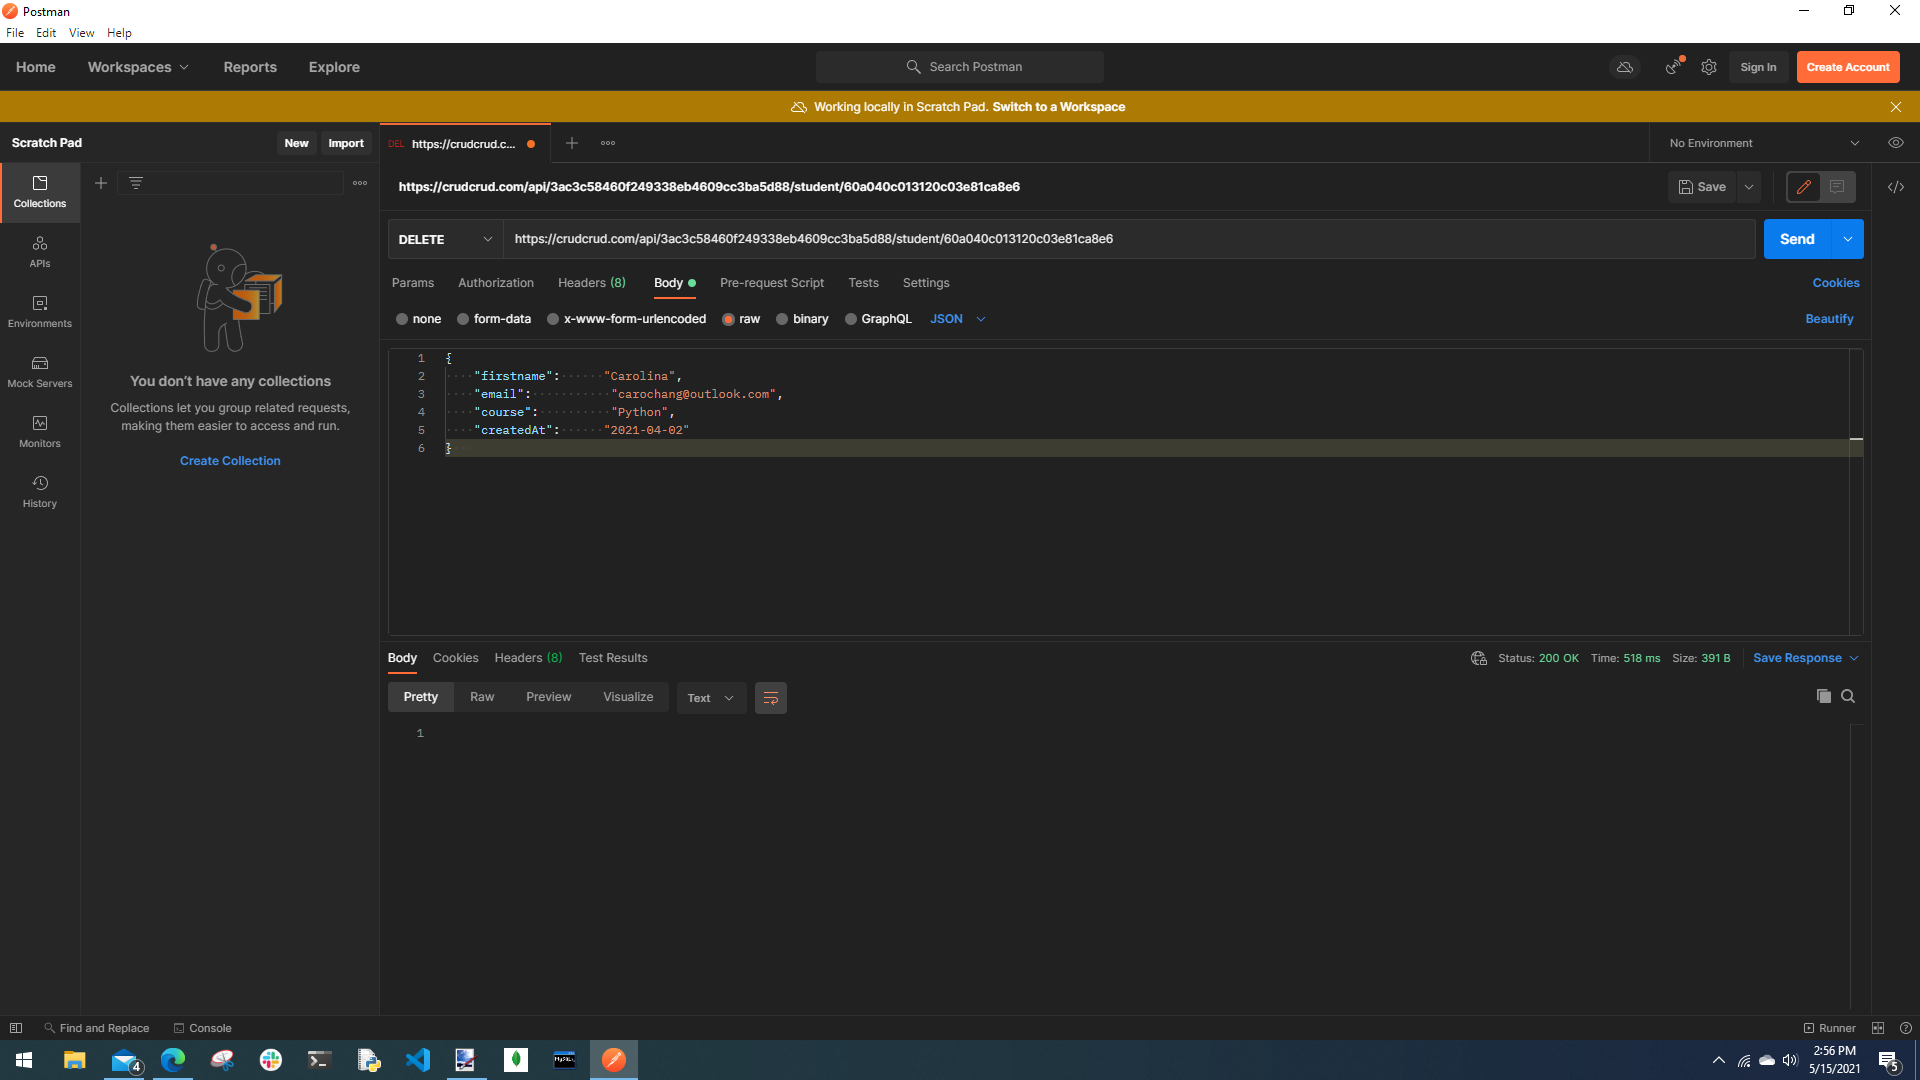 Postman
File Edit View Help
Home Workspaces Reports Explore Search Postman Sign In Create Account
Working locally in Scratch Pad. Switch to a Workspace
Scratch Pad New Import DEL https://crudcrud.c... No Environment
https://crudcrud.com/api/3ac3c58460f249338eb4609cc3ba5d88/student/60a040c013120c03e81ca8e6 Save
Collections
DELETE https://crudcrud.com/api/3ac3c58460f249338eb4609cc3ba5d88/student/60a040c013120c03e81ca8e6 Send
APIs
Params Authorization Headers (8) Body Pre-request Script Tests Settings Cookies
none form-data x-www-form-urlencoded raw binary GraphQL JSON Beautify
Environments
Mock Servers
Monitors
History
You don't have any collections
Collections let you group related requests,
making them easier to access and run.
Create Collection
1 {
2 "firstname": "Carolina",
3 "email": "carochang@outlook.com",
4 "course": "Python",
5 "createdAt": "2021-04-02"
6 }
Body Cookies Headers (8) Test Results Status: 200 OK Time: 518 ms Size: 391 B Save Response
Pretty Raw Preview Visualize Text
1
Find and Replace Console Runner
4 MySQL 2:56 PM
5/15/2021 5